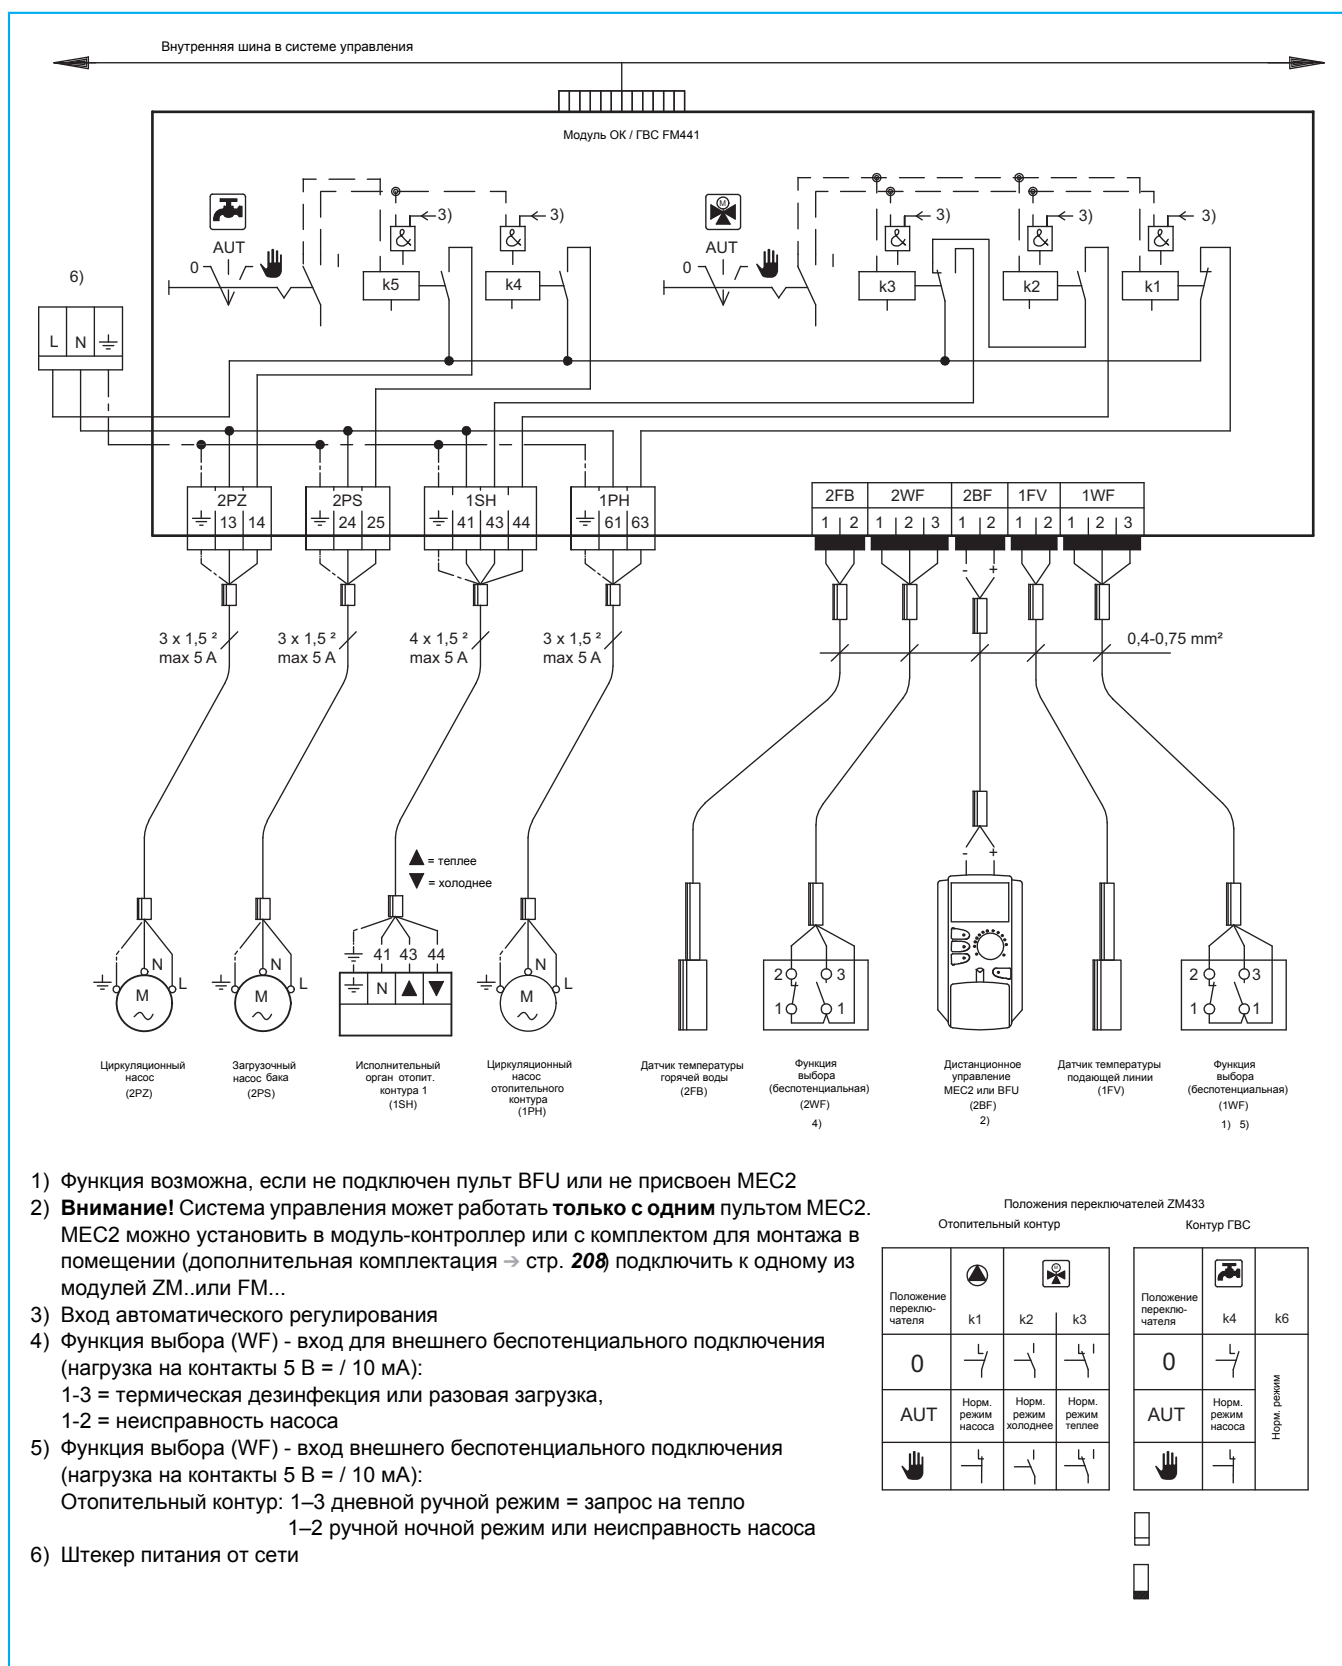 Внутренняя шина в системе управления
Модуль ОК / ГВС FM441
3) 3) 3) 3) 3)
& & & & &
AUT AUT
0 0
k5 k4 k3 k2 k1
6)
L N
2PZ 2PS 1SH 1PH
13 14 24 25 41 43 44 61 63
2FB 2WF 2BF 1FV 1WF
1 2 1 2 3 1 2 1 2 1 2 3
- +
3 x 1,5 ² 3 x 1,5 ² 4 x 1,5 ² 3 x 1,5 ²
max 5 A max 5 A max 5 A max 5 A
0,4-0,75 mm²
▲ = теплее
▼ = холоднее
- +
41 43 44
N L N L N ▲ ▼ N L
M M M
2 3 2 3
1 1 1 1
Циркуляционный
насос
(2PZ)
Загрузочный
насос бака
(2PS)
Исполнительный
орган отопит.
контура 1
(1SH)
Циркуляционный
насос
отопительного
контура
(1PH)
Датчик температуры
горячей воды
(2FB)
Функция
выбора
(беспотенциальная)
(2WF)
4)
Дистанционное
управление
MEC2 или BFU
(2BF)
2)
Датчик температуры
подающей линии
(1FV)
Функция
выбора
(беспотенциальная)
(1WF)
1) 5)
1) Функция возможна, если не подключен пульт BFU или не присвоен MEC2
2) Внимание! Система управления может работать только с одним пультом MEC2.
MEC2 можно установить в модуль-контроллер или с комплектом для монтажа в
помещении (дополнительная комплектация → стр. 208) подключить к одному из
модулей ZM..или FM...
3) Вход автоматического регулирования
4) Функция выбора (WF) - вход для внешнего беспотенциального подключения
(нагрузка на контакты 5 В = / 10 мА):
1-3 = термическая дезинфекция или разовая загрузка,
1-2 = неисправность насоса
5) Функция выбора (WF) - вход внешнего беспотенциального подключения
(нагрузка на контакты 5 В = / 10 мА):
Отопительный контур: 1–3 дневной ручной режим = запрос на тепло
1–2 ручной ночной режим или неисправность насоса
6) Штекер питания от сети
Положения переключателей ZM433
Отопительный контур
Положение
переклю-
чателя
k1 k2 k3
0
AUT
Норм.
режим
насоса
Норм.
режим
холоднее
Норм.
режим
теплее
Контур ГВС
Положение
переклю-
чателя
k4 k6
0
AUT
Норм.
режим
насоса
Норм. режим